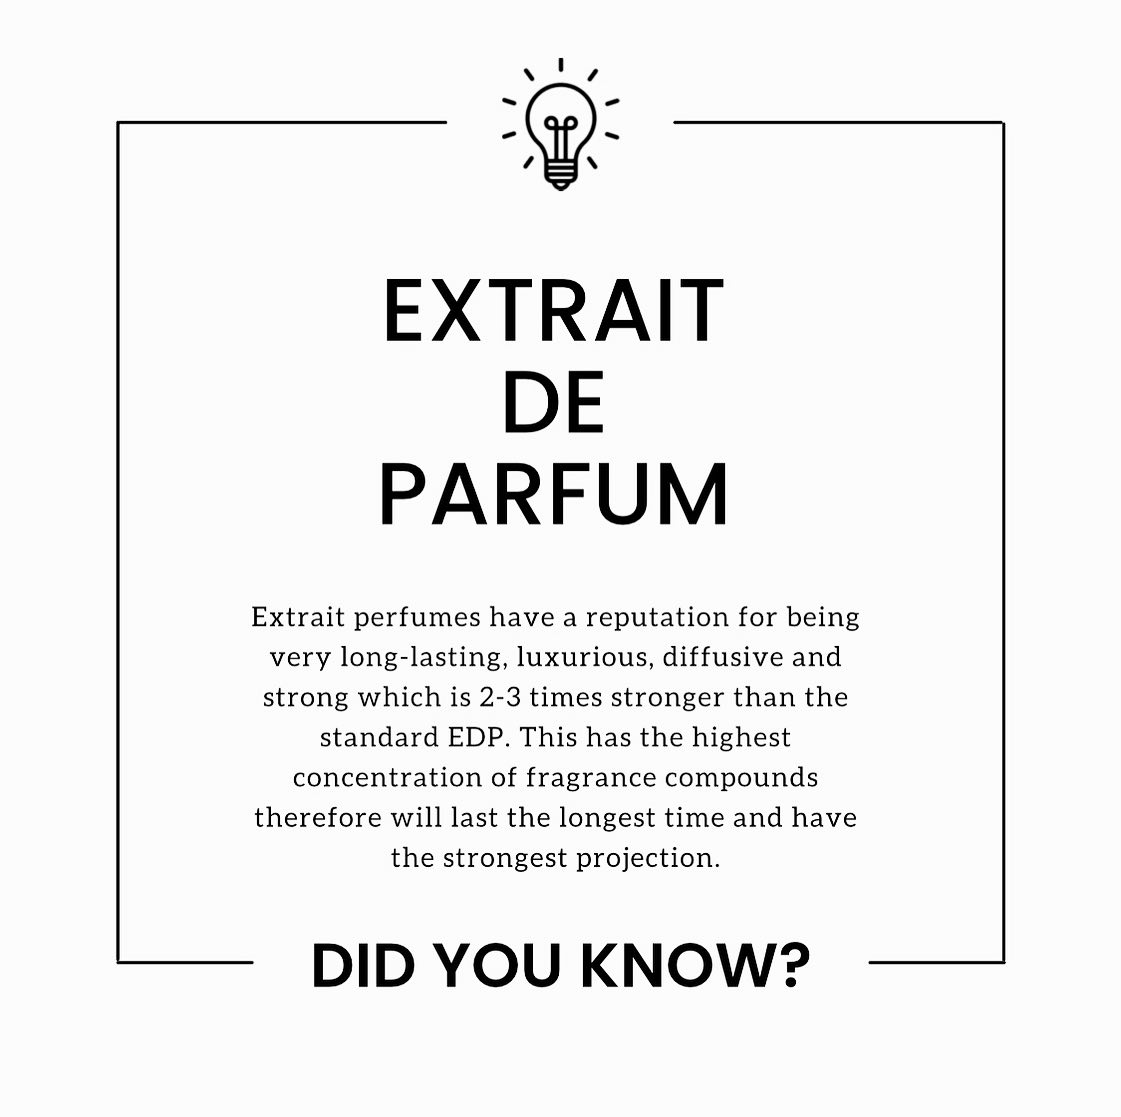 EXTRAIT
DE
PARFUM
Extrait perfumes have a reputation for being
very long-lasting, luxurious, diffusive and
strong which is 2-3 times stronger than the
standard EDP. This has the highest
concentration of fragrance compounds
therefore will last the longest time and have
the strongest projection.
DID YOU KNOW?